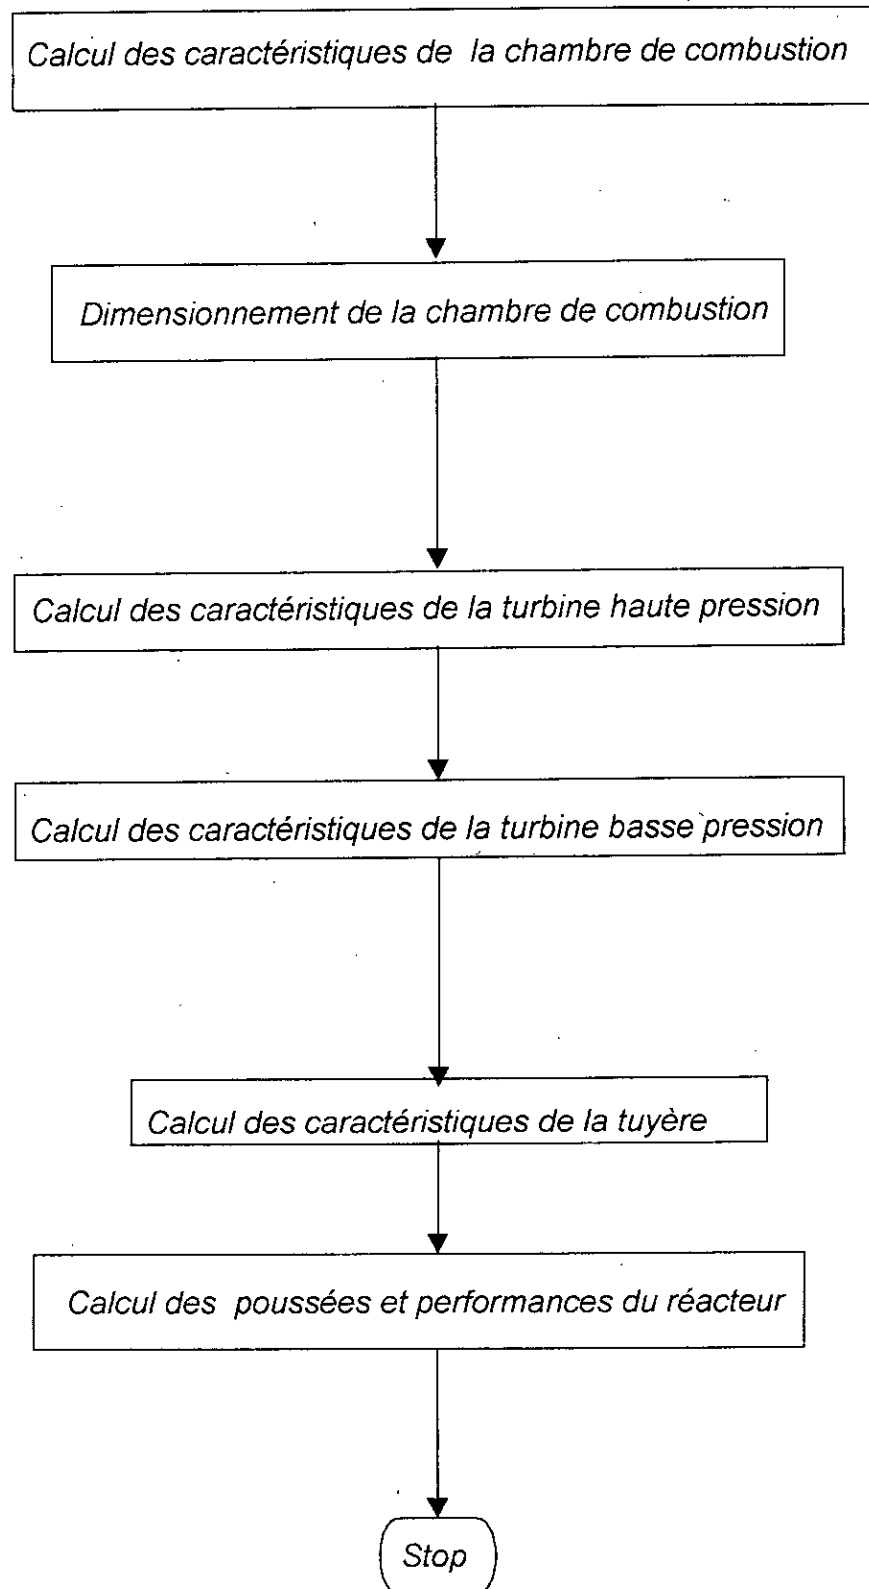 Calcul des caractéristiques de la chambre de combustion
Dimensionnement de la chambre de combustion
Calcul des caractéristiques de la turbine haute pression
Calcul des caractéristiques de la turbine basse pression
Calcul des caractéristiques de la tuyère
Calcul des poussées et performances du réacteur
Stop